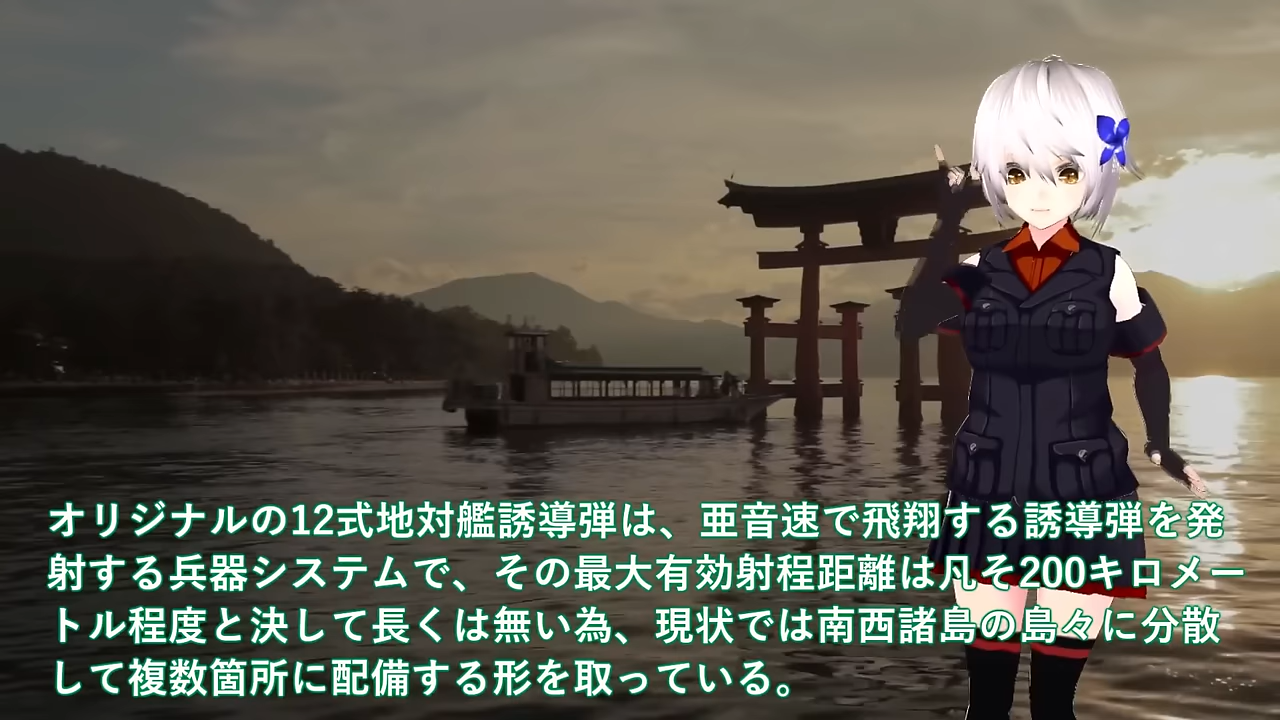 オリジナルの12式地対艦誘導弾は、亜音速で飛翔する誘導弾を発
射する兵器システムで、その最大有効射程距離は凡そ200キロメー
トル程度と決して長くは無い為、現状では南西諸島の島々に分散
して複数箇所に配備する形を取っている。